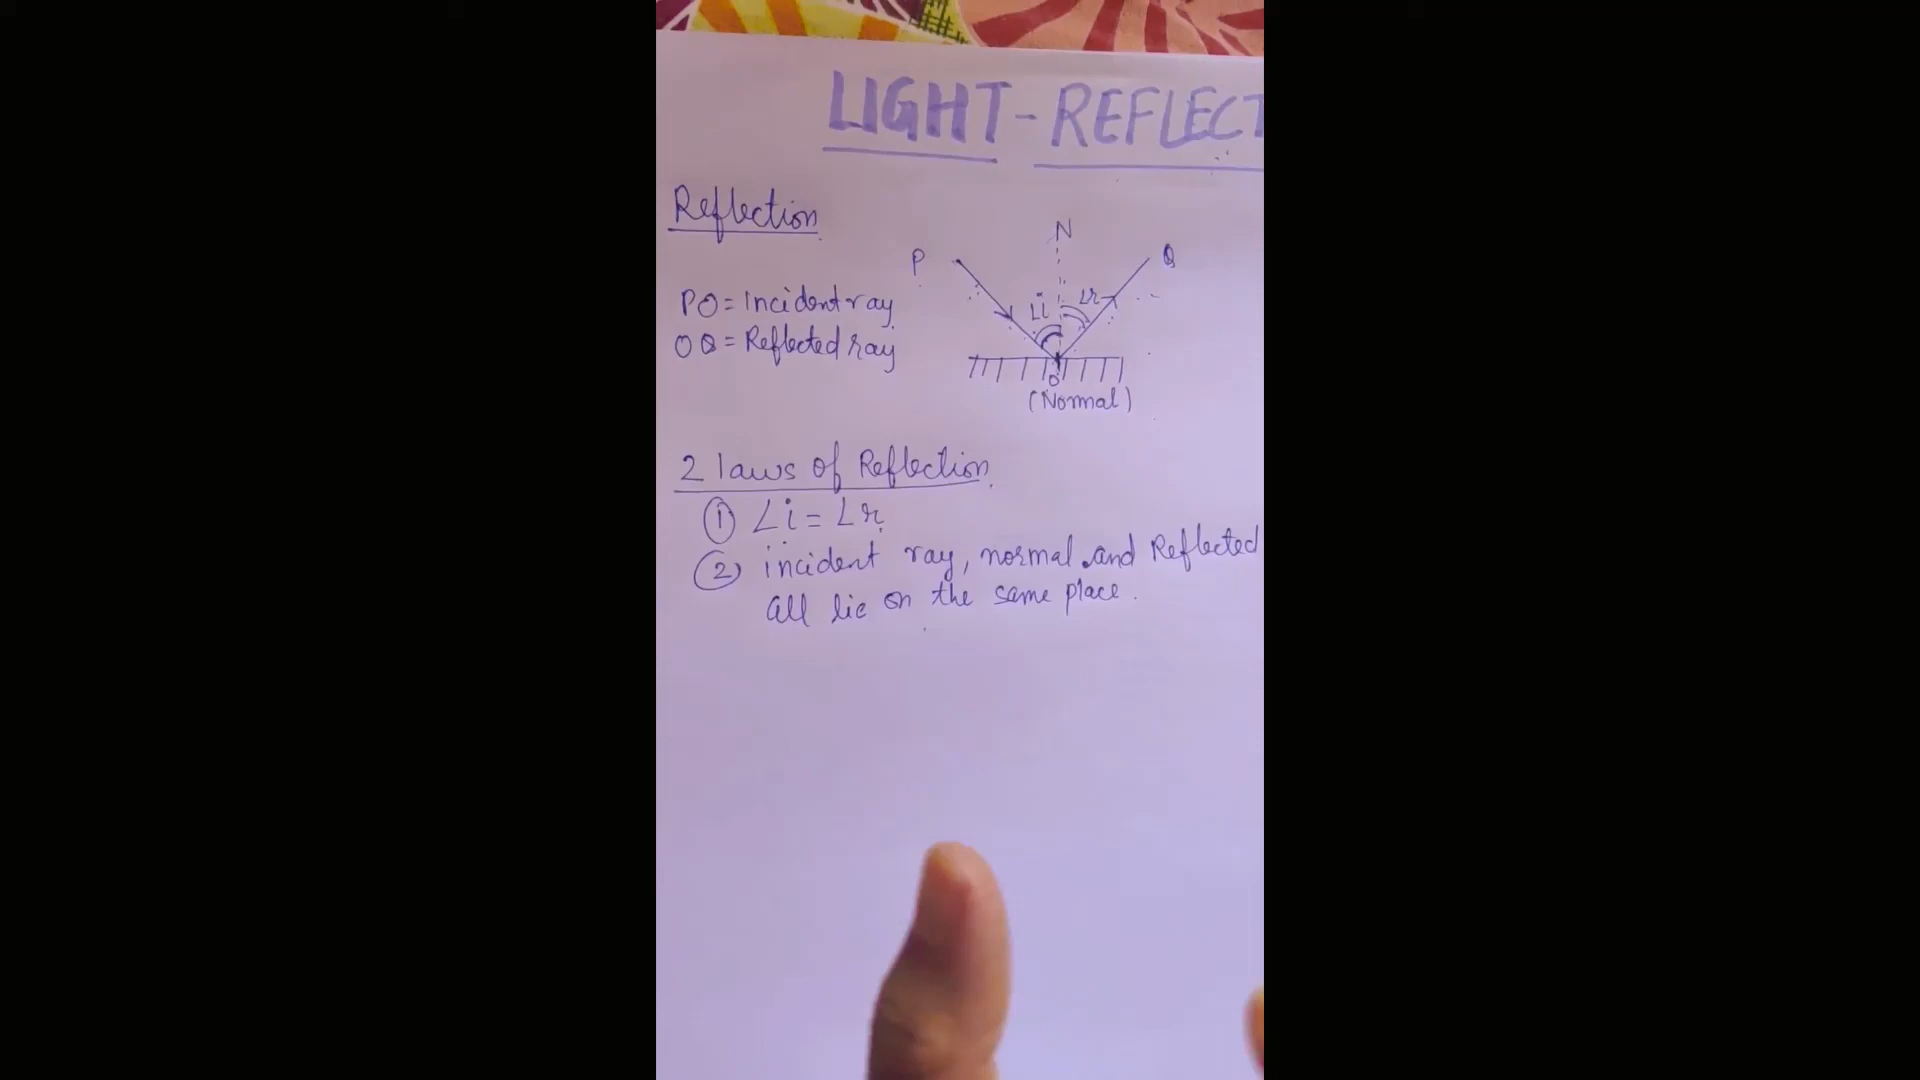 LIGHT - REFLECT
Reflection
N
P
Q
∠i
∠r
PO = Incident ray
OQ = Reflected ray
O
(Normal)
2 laws of Reflection
① ∠i = ∠r
② incident ray, normal and Reflected
all lie on the same place.